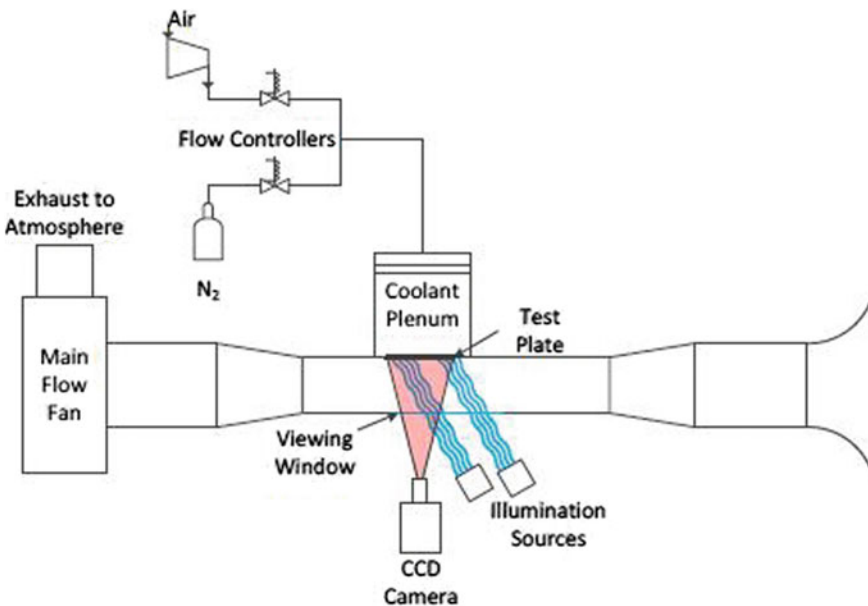 Air
Flow Controllers
Exhaust to
Atmosphere
N₂
Coolant
Plenum
Test
Plate
Main
Flow
Fan
Viewing
Window
Illumination
Sources
CCD
Camera